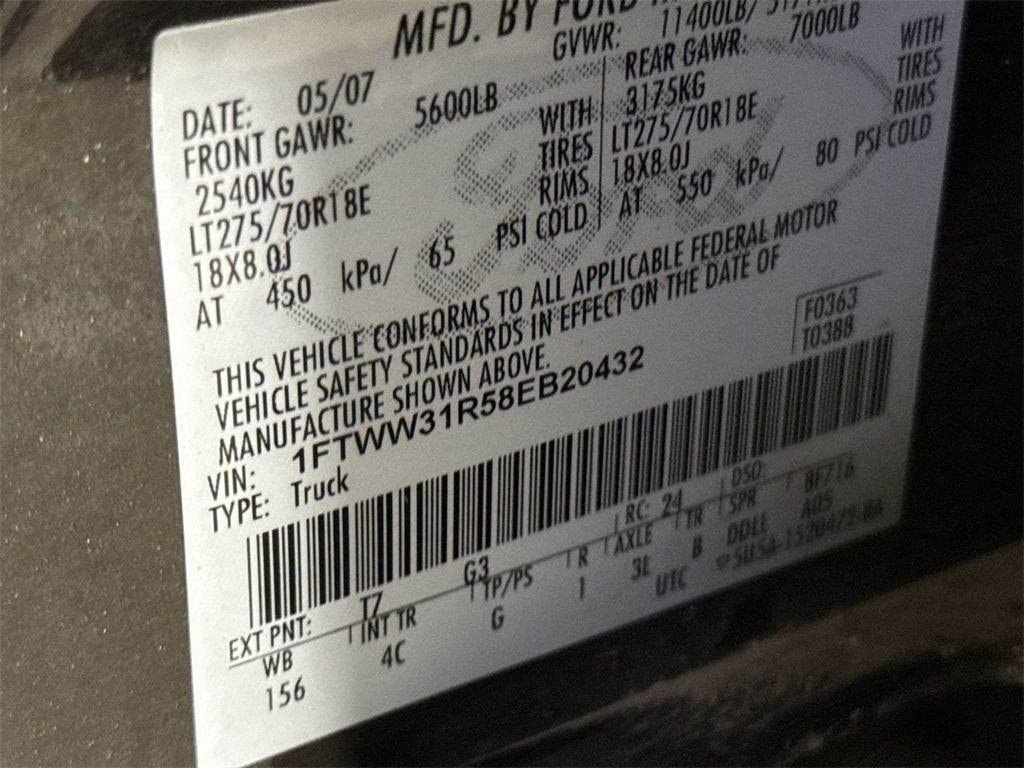 MFD. BY FORD
GVWR: 11400LB/
DATE: 05/07
FRONT GAWR: 5600LB
2540KG WITH
LT275/70R18E TIRES
18X8.0J RIMS
AT 450 kPa/ 65 PSI COLD
REAR GAWR: 7000LB
3175KG WITH
LT275/70R18E TIRES
18X8.0J RIMS
AT 550 kPa/ 80 PSI COLD
THIS VEHICLE CONFORMS TO ALL APPLICABLE FEDERAL MOTOR
VEHICLE SAFETY STANDARDS IN EFFECT ON THE DATE OF
MANUFACTURE SHOWN ABOVE.
VIN: 1FTWW31R58EB20432
TYPE: Truck
F0363
T0388
EXT PNT: T7 G3 RC: 24 DSO:
WB INT TR TP/PS R AXLE TR SPR BF716
156 4C G 1 3L B DDLL A05
UTC
Ford